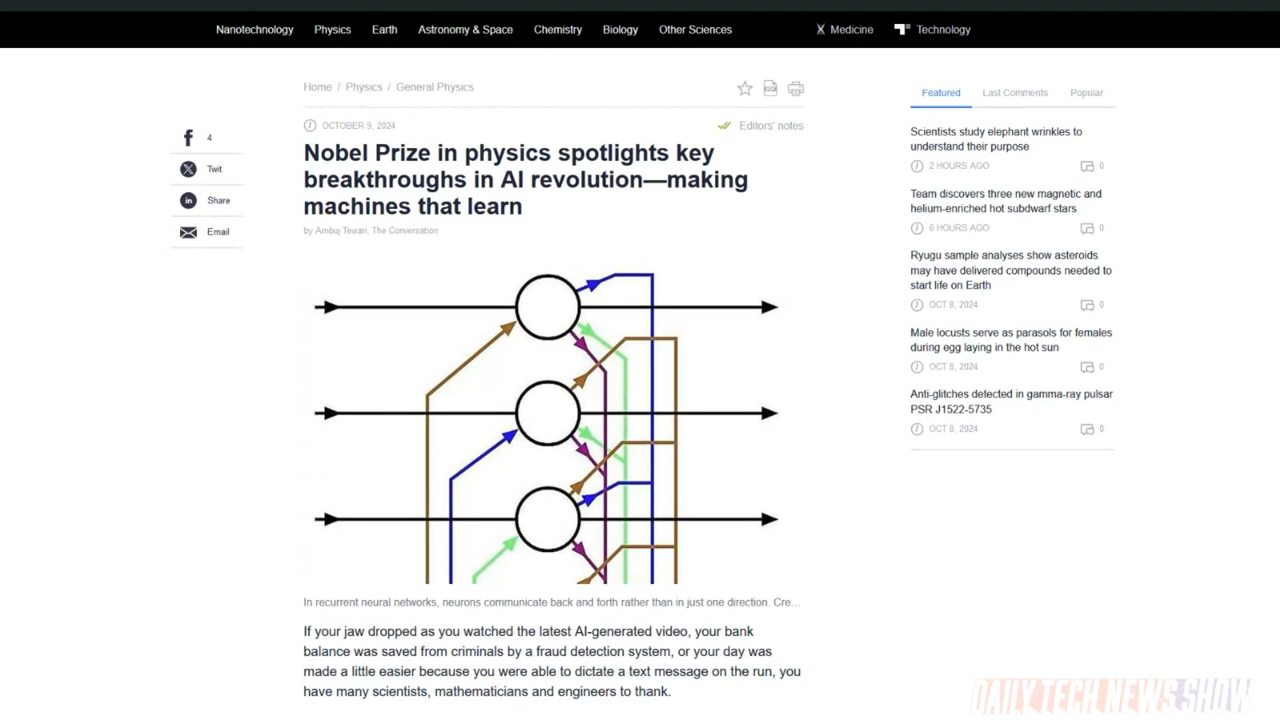 Nanotechnology Physics Earth Astronomy & Space Chemistry Biology Other Sciences Medicine Technology
Home / Physics / General Physics
OCTOBER 9, 2024
Editors' notes
Nobel Prize in physics spotlights key
breakthroughs in AI revolution—making
machines that learn
by Ambuj Tewari, The Conversation
4
Twit
Share
Email
In recurrent neural networks, neurons communicate back and forth rather than in just one direction. Cre...
If your jaw dropped as you watched the latest AI-generated video, your bank
balance was saved from criminals by a fraud detection system, or your day was
made a little easier because you were able to dictate a text message on the run, you
have many scientists, mathematicians and engineers to thank.
Featured Last Comments Popular
Scientists study elephant wrinkles to
understand their purpose
2 HOURS AGO 0
Team discovers three new magnetic and
helium-enriched hot subdwarf stars
6 HOURS AGO 0
Ryugu sample analyses show asteroids
may have delivered compounds needed to
start life on Earth
OCT 8, 2024 0
Male locusts serve as parasols for females
during egg laying in the hot sun
OCT 8, 2024 0
Anti-glitches detected in gamma-ray pulsar
PSR J1522-5735
OCT 8, 2024 0
DAILY TECH NEWS SHOW